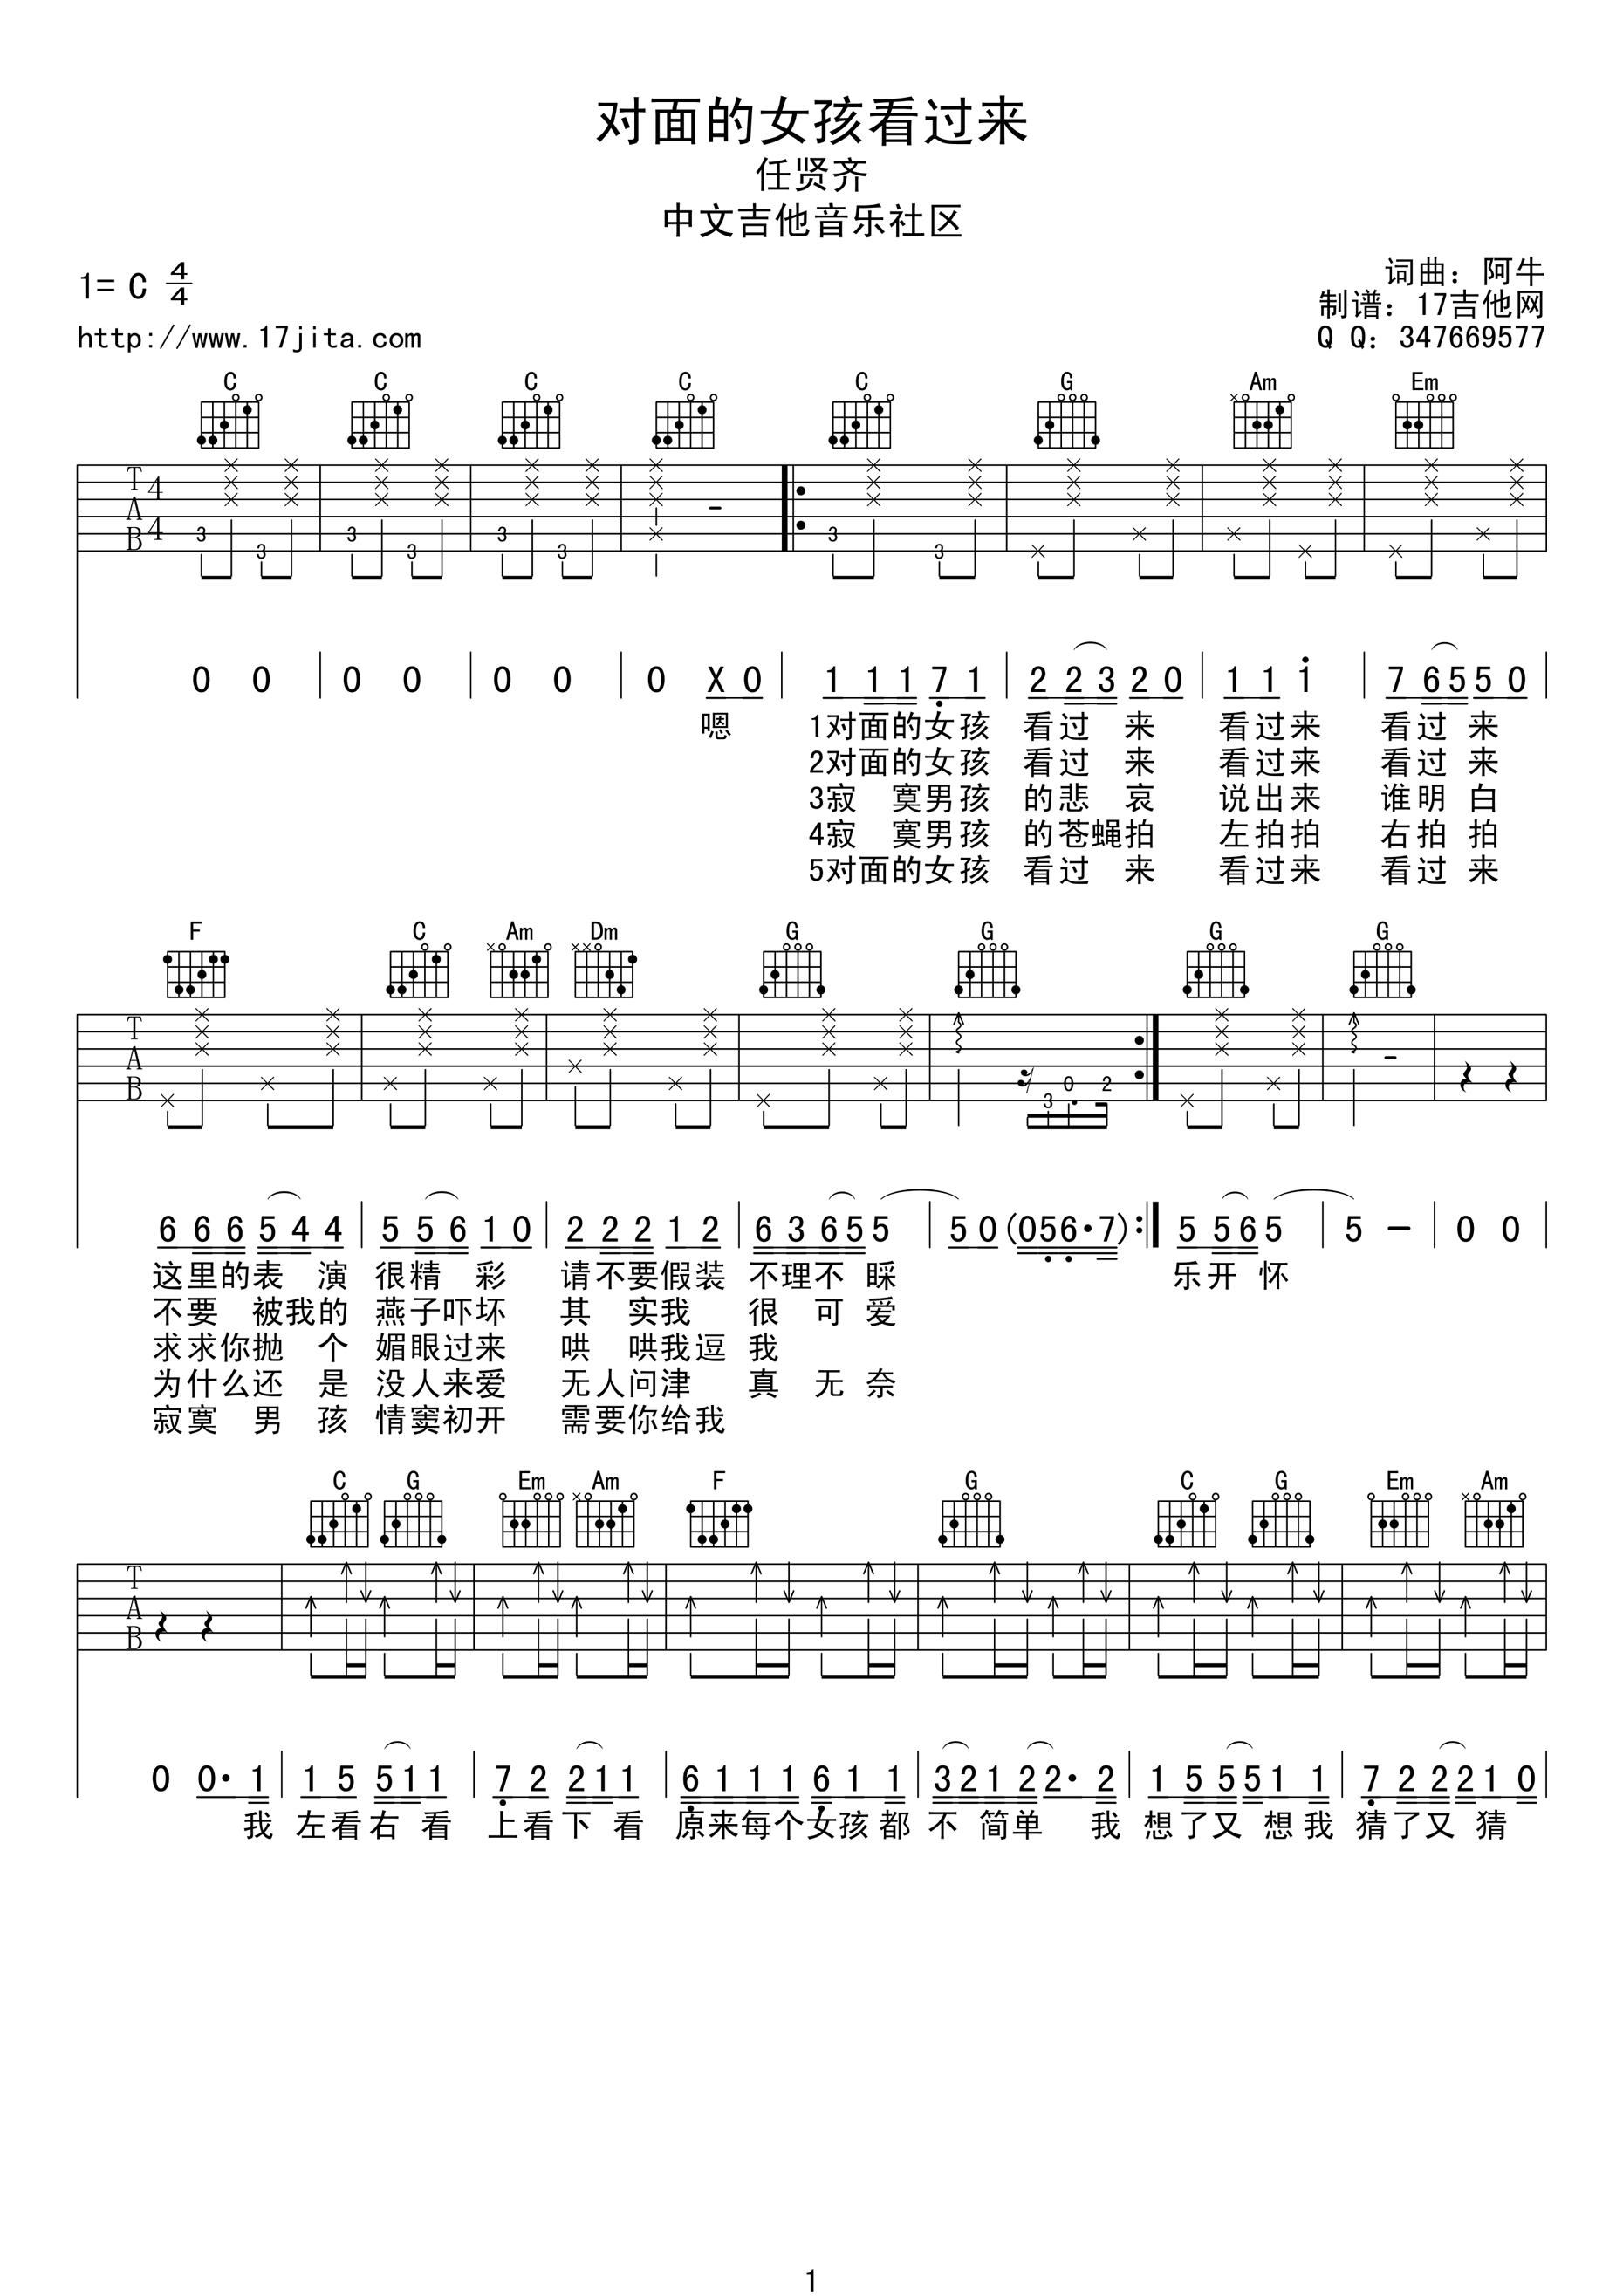 对面的女孩看过来
任贤齐
中文吉他音乐社区
1= C 4/4
词曲：阿牛
制谱：17吉他网
http://www.17jita.com
Q Q：347669577
C C C C C G Am Em
T 4
A
B 4
3 3 3 3 3 3 3 3
0 0 0 0 0 0 0 X 0 1 1 1 7 1 2 2 3 2 0 1 1 1 7 6 5 5 0
嗯 1对面的女孩 看过 来 看过来 看过 来
2对面的女孩 看过 来 看过来 看过 来
3寂 寞男孩 的悲 哀 说出来 谁明 白
4寂 寞男孩 的苍蝇拍 左拍拍 右拍 拍
5对面的女孩 看过 来 看过来 看过 来
F C Am Dm G G G G
T
A
B
3 0 2
6 6 6 5 4 4 5 5 6 1 0 2 2 2 1 2 6 3 6 5 5 5 0 (0 5 6· 7) 5 5 6 5 5 - 0 0
这里的表 演 很精 彩 请不要假装 不理不 睬 乐开 怀
不要 被我的 燕子吓坏 其 实我 很 可 爱
求求你抛 个 媚眼过来 哄 哄我逗 我
为什么还 是 没人来爱 无人问津 真 无 奈
寂寞 男 孩 情窦初开 需要你给我
C G Em Am F G C G Em Am
T
A
B
0 0· 1 1 5 5 1 1 7 2 2 1 1 6 1 1 1 6 1 1 3 2 1 2 2· 2 1 5 5 5 1 1 7 2 2 2 1 0
我 左看右 看 上看下 看 原来每个女孩都 不 简单 我 想了又 想我 猜了又 猜
1